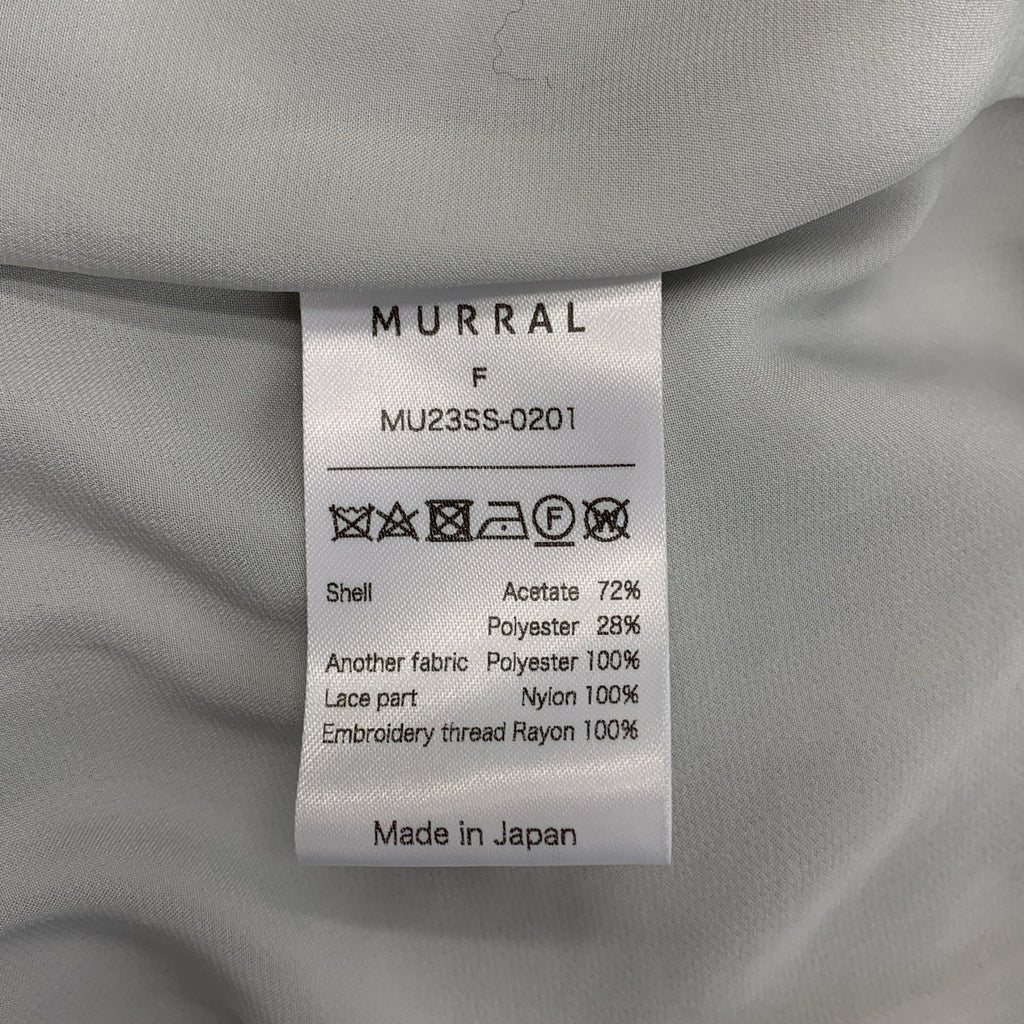 MURRAL
F
MU23SS-0201
F W
Shell Acetate 72%
Polyester 28%
Another fabric Polyester 100%
Lace part Nylon 100%
Embroidery thread Rayon 100%
Made in Japan